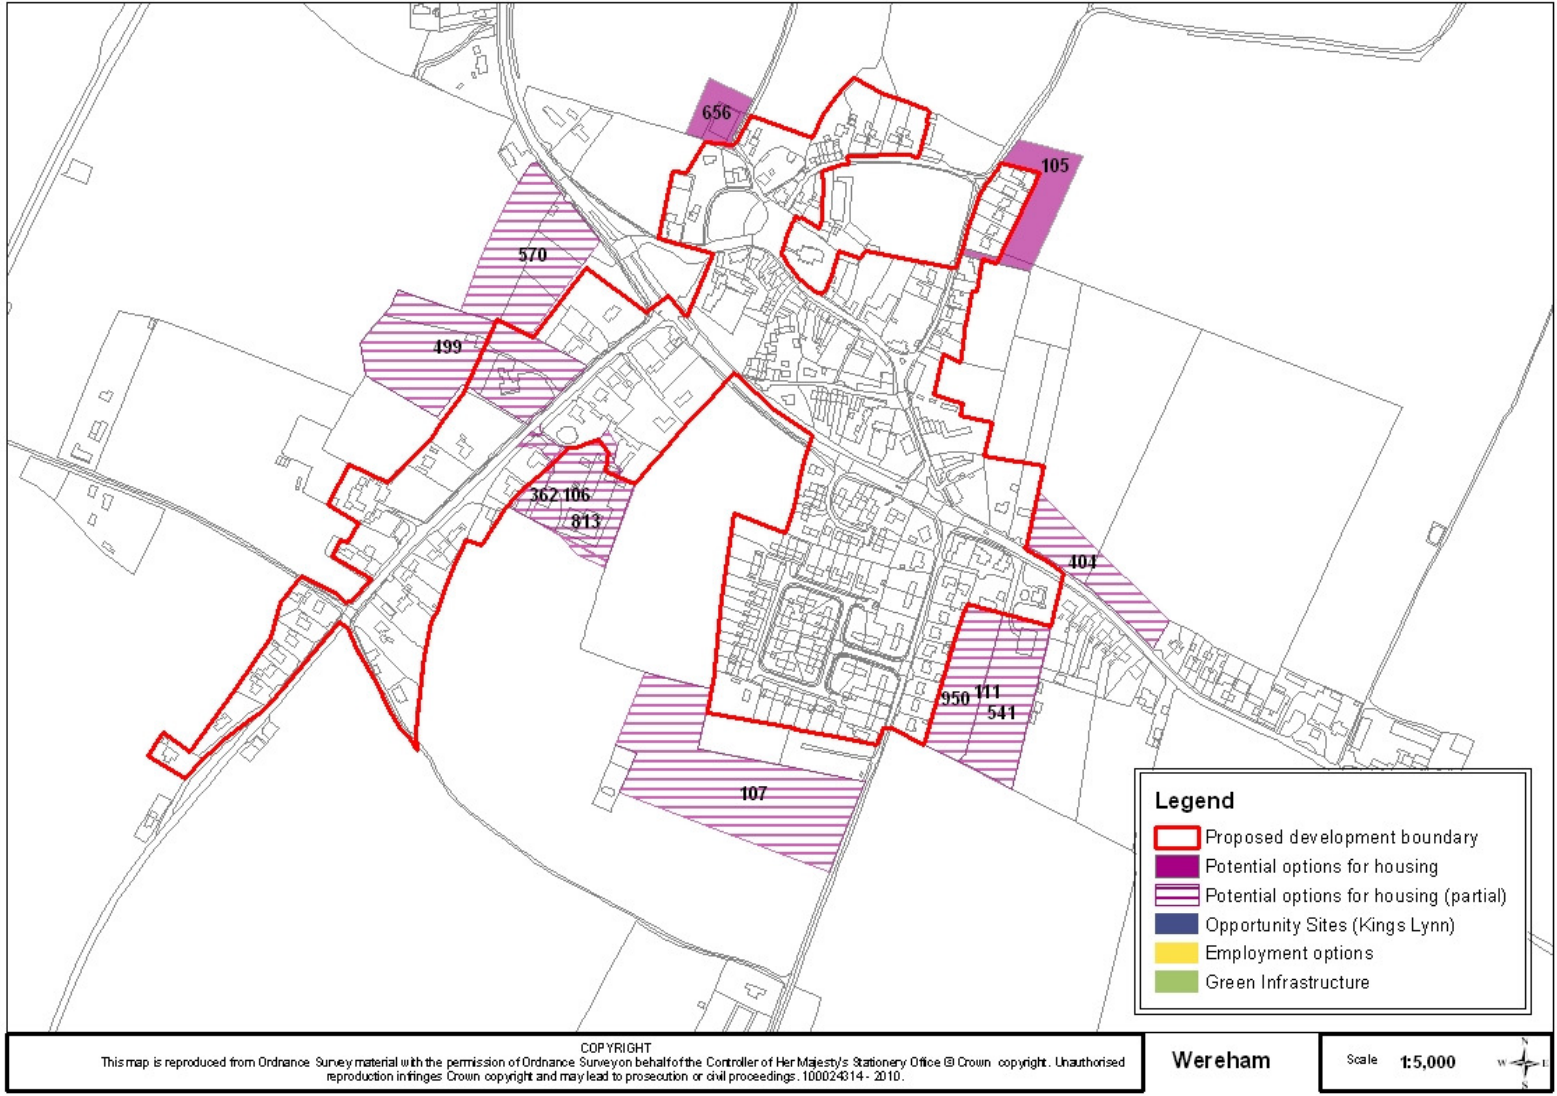 656
105
570
499
362 106
813
404
950 111
541
107
Legend
Proposed development boundary
Potential options for housing
Potential options for housing (partial)
Opportunity Sites (Kings Lynn)
Employment options
Green Infrastructure
COPYRIGHT
This map is reproduced from Ordnance Survey material with the permission of Ordnance Survey on behalf of the Controller of Her Majesty's Stationery Office © Crown copyright. Unauthorised
reproduction infringes Crown copyright and may lead to prosecution or civil proceedings. 100024314 - 2010.
Wereham
Scale 1:5,000
N
W E
S